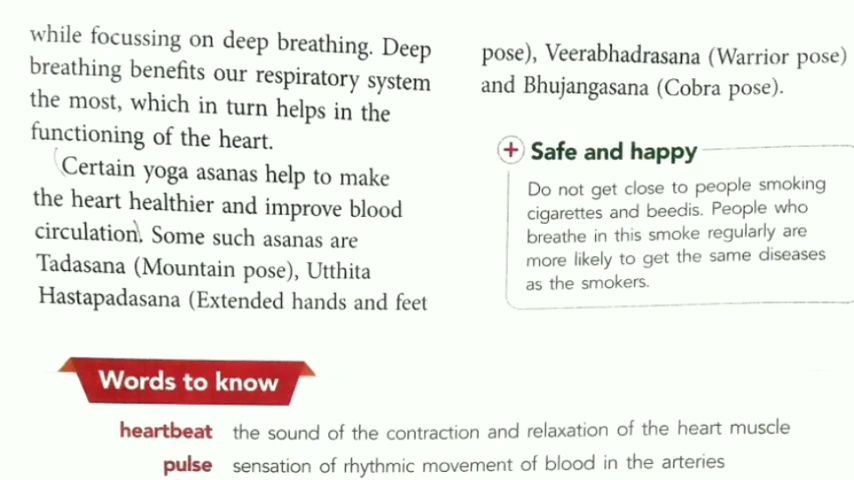 while focussing on deep breathing. Deep
breathing benefits our respiratory system
the most, which in turn helps in the
functioning of the heart.
Certain yoga asanas help to make
the heart healthier and improve blood
circulation. Some such asanas are
Tadasana (Mountain pose), Utthita
Hastapadasana (Extended hands and feet
pose), Veerabhadrasana (Warrior pose)
and Bhujangasana (Cobra pose).
+ Safe and happy
Do not get close to people smoking
cigarettes and beedis. People who
breathe in this smoke regularly are
more likely to get the same diseases
as the smokers.
Words to know
heartbeat the sound of the contraction and relaxation of the heart muscle
pulse sensation of rhythmic movement of blood in the arteries